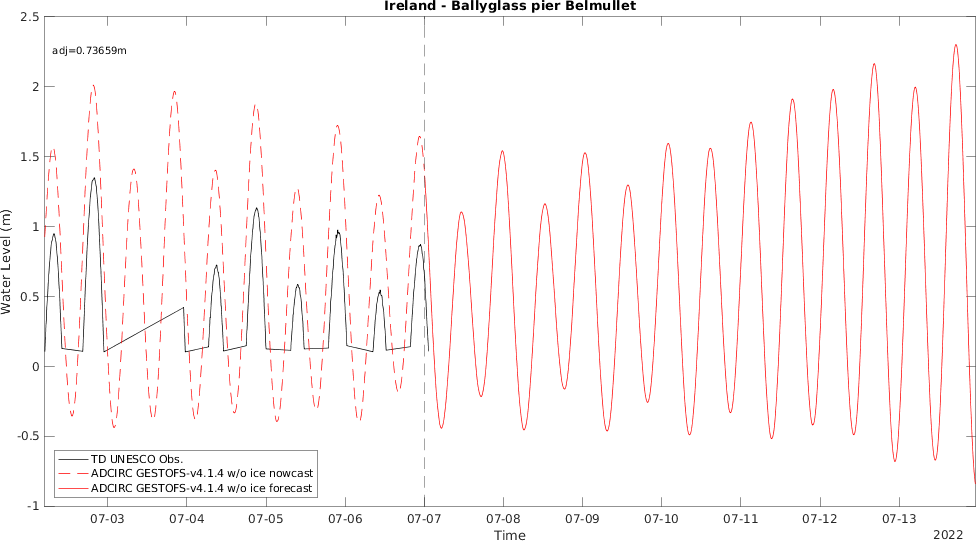 Ireland - Ballyglass pier Belmullet
2.5
adj=0.73659m
2
1.5
1
0.5
0
-0.5
-1
Water Level (m)
TD UNESCO Obs.
ADCIRC GESTOFS-v4.1.4 w/o ice nowcast
ADCIRC GESTOFS-v4.1.4 w/o ice forecast
07-03 07-04 07-05 07-06 07-07 07-08 07-09 07-10 07-11 07-12 07-13
Time
2022